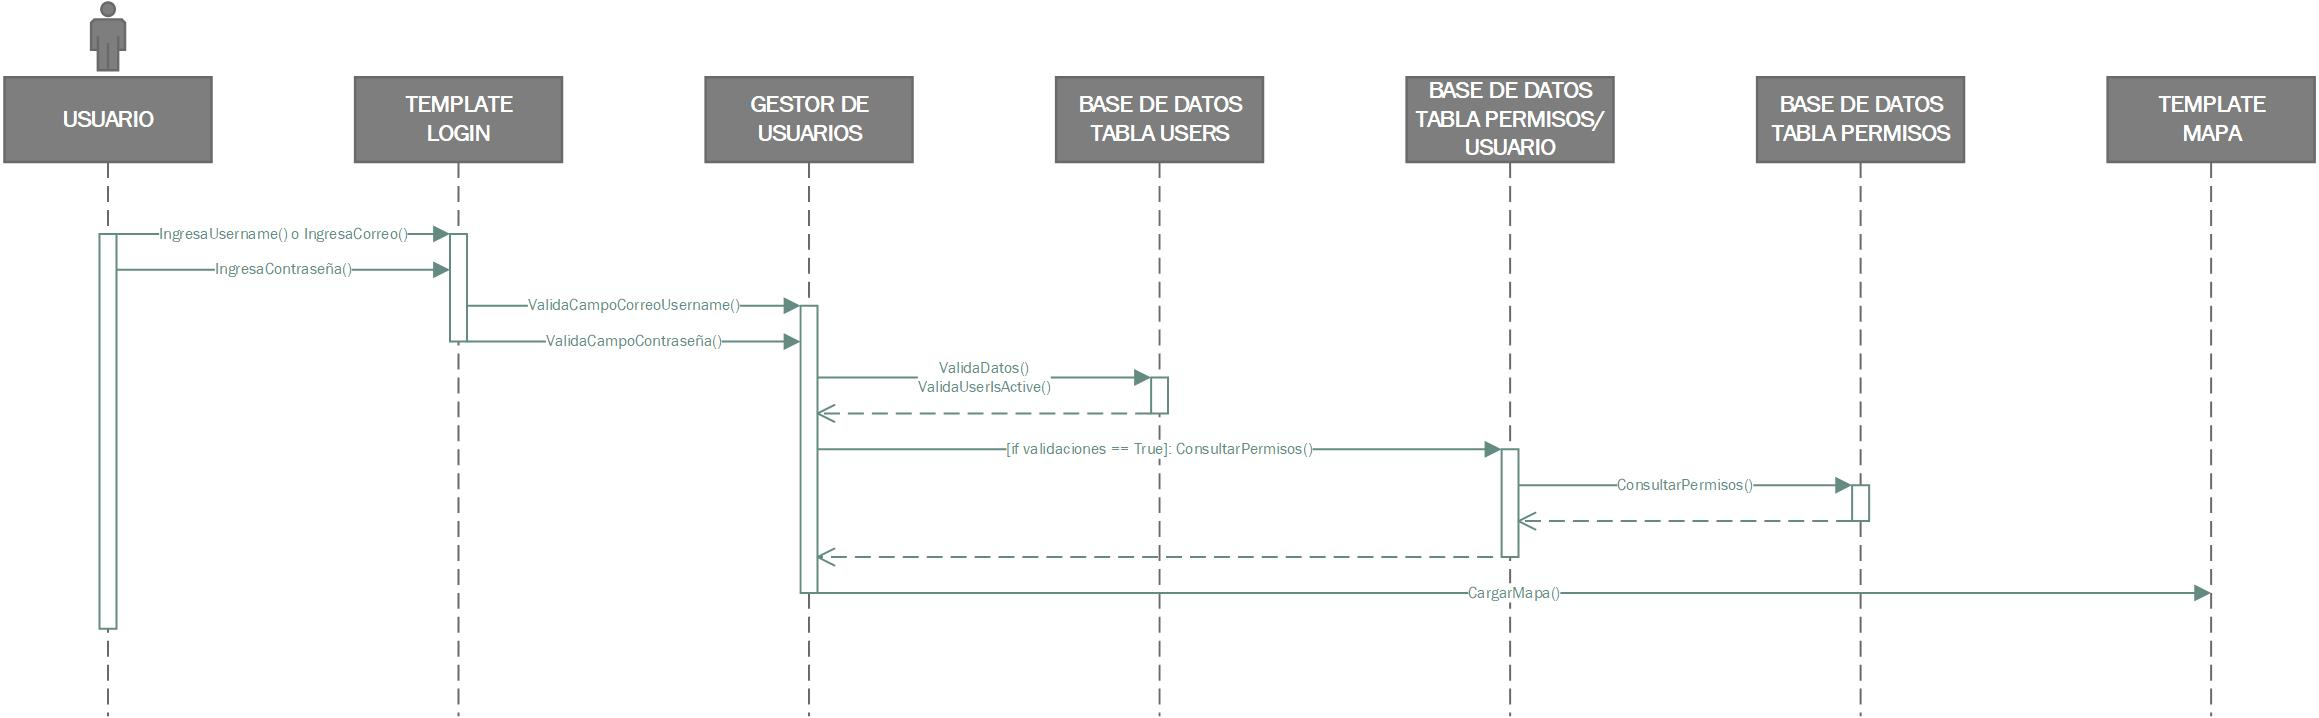 USUARIO
TEMPLATE
LOGIN
GESTOR DE
USUARIOS
BASE DE DATOS
TABLA USERS
BASE DE DATOS
TABLA PERMISOS/
USUARIO
BASE DE DATOS
TABLA PERMISOS
TEMPLATE
MAPA
IngresaUsername() o IngresaCorreo()
IngresaContraseña()
ValidaCampoCorreoUsername()
ValidaCampoContraseña()
ValidaDatos()
ValidaUserIsActive()
[if validaciones == True]: ConsultarPermisos()
ConsultarPermisos()
CargarMapa()